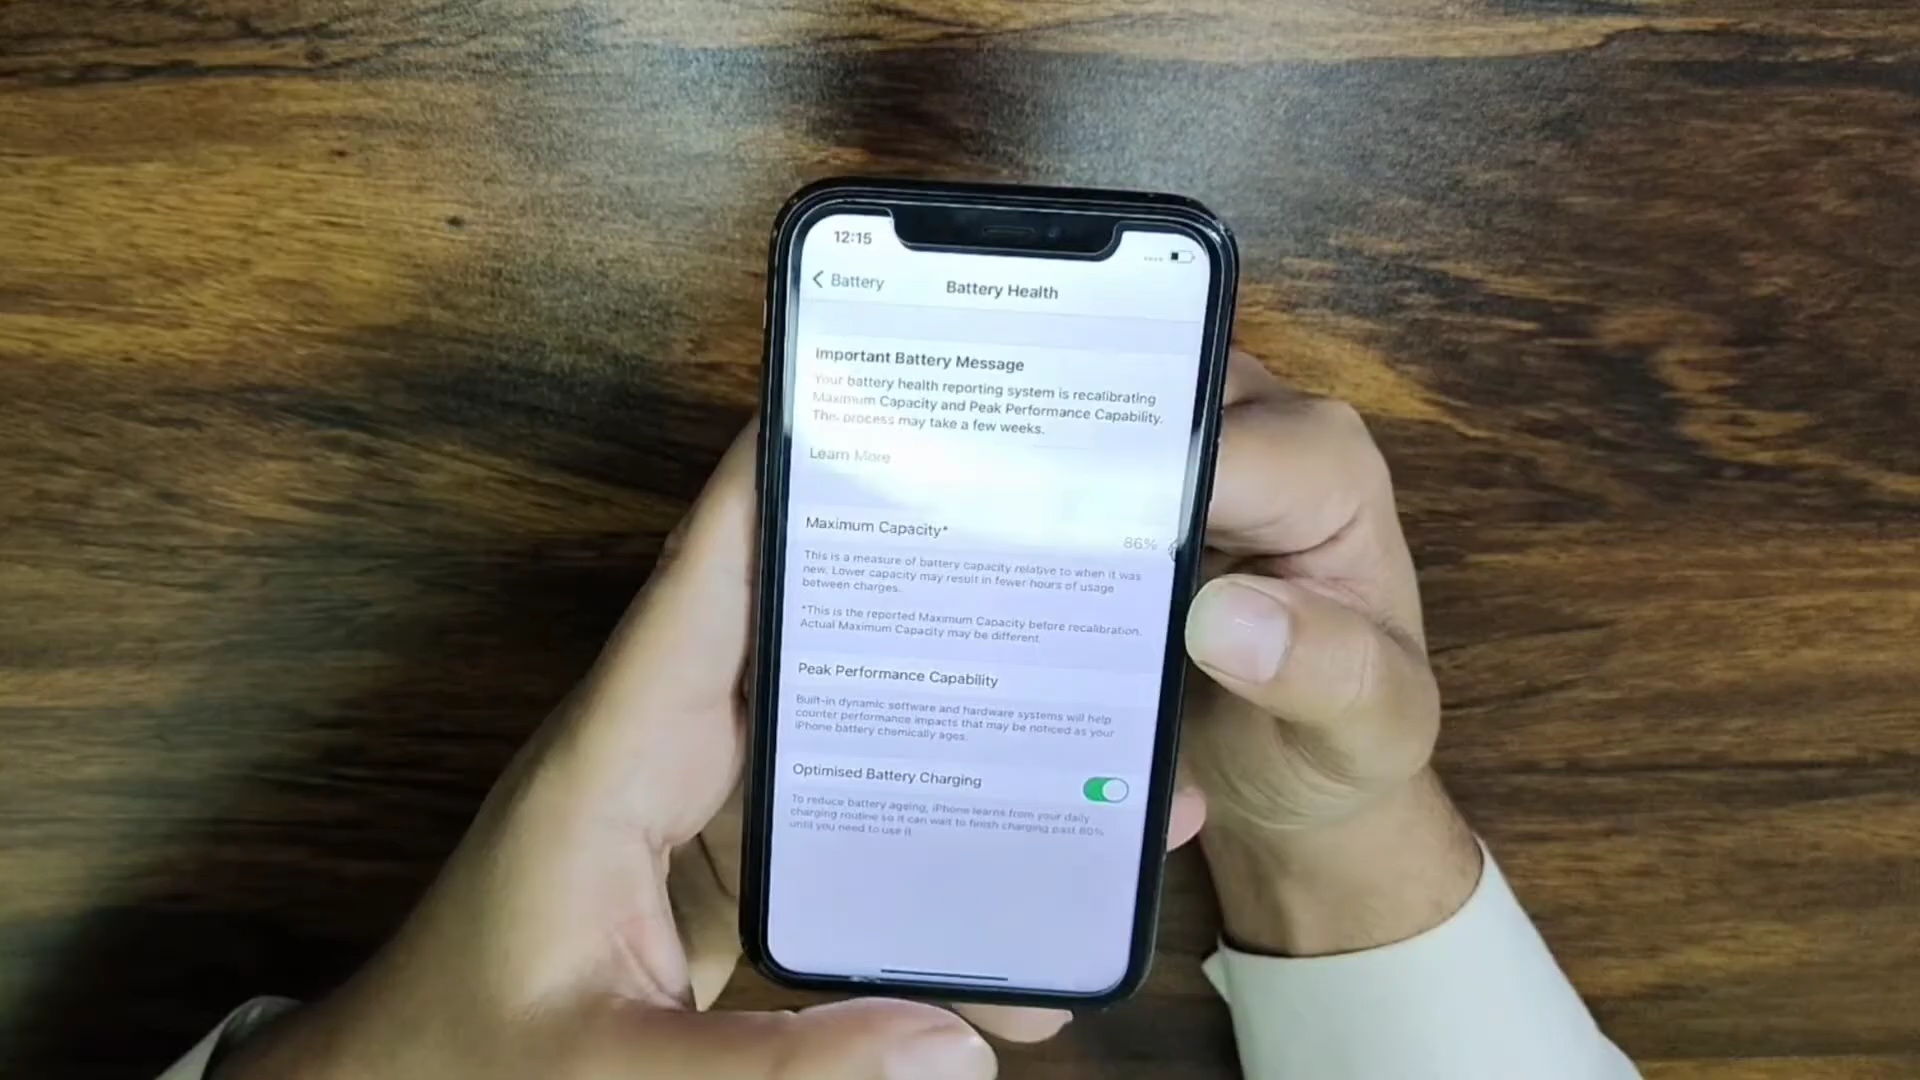 12:15
Battery
Battery Health
Important Battery Message
Your battery health reporting system is recalibrating
Maximum Capacity and Peak Performance Capability.
This process may take a few weeks.
Learn More
Maximum Capacity*
86%
This is a measure of battery capacity relative to when it was
new. Lower capacity may result in fewer hours of usage
between charges.
*This is the reported Maximum Capacity before recalibration.
Actual Maximum Capacity may be different.
Peak Performance Capability
Built-in dynamic software and hardware systems will help
counter performance impacts that may be noticed as your
iPhone battery chemically ages.
Optimised Battery Charging
To reduce battery ageing, iPhone learns from your daily
charging routine so it can wait to finish charging past 80%
until you need to use it.